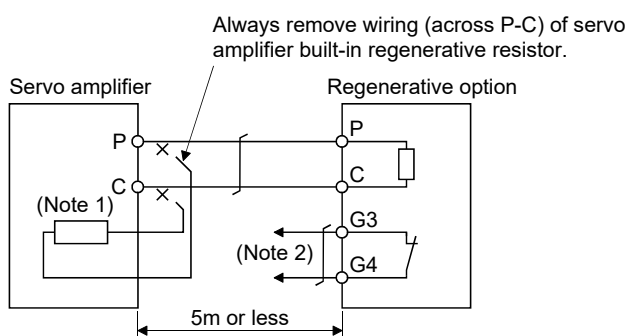 Always remove wiring (across P-C) of servo
amplifier built-in regenerative resistor.
Servo amplifier
Regenerative option
P
P
C
C
(Note 1)
G3
(Note 2)
G4
5m or less